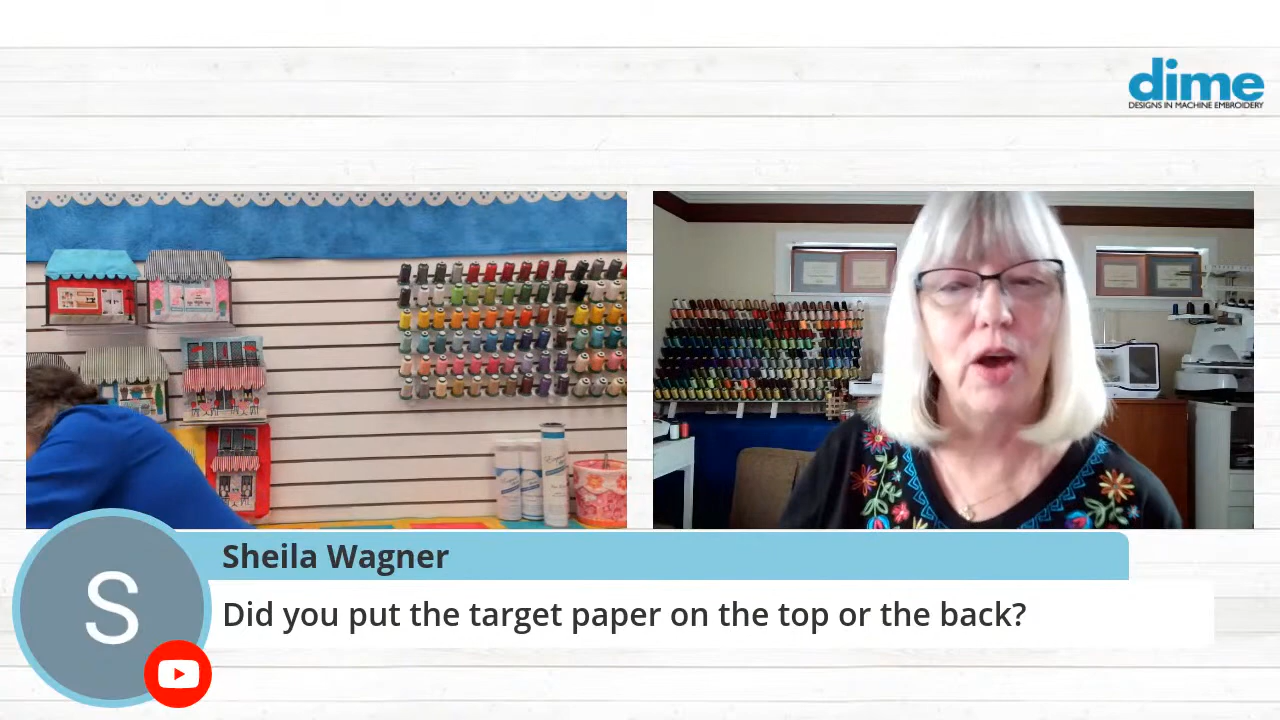 dime
DESIGNS IN MACHINE EMBROIDERY
S
Sheila Wagner
Did you put the target paper on the top or the back?